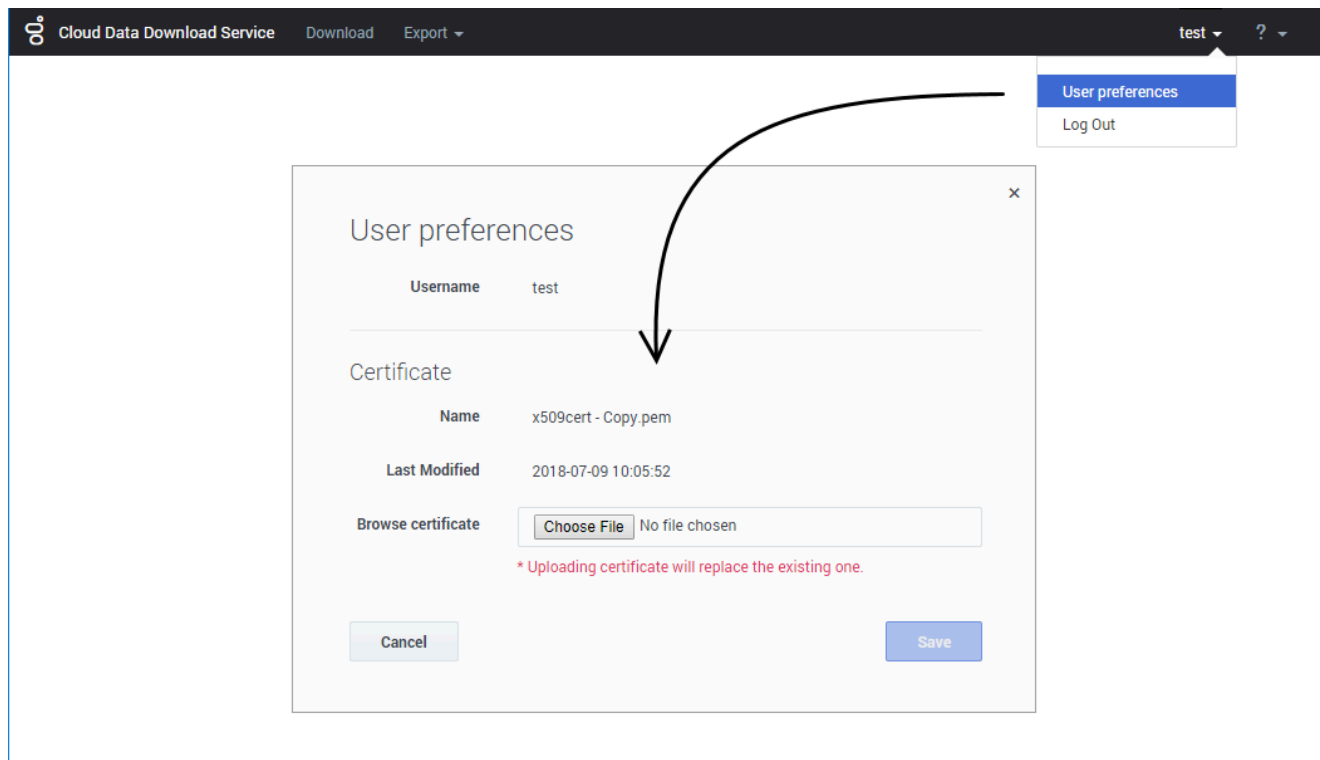 Cloud Data Download Service Download Export test ?
User preferences
Log Out
×
User preferences
Username test
Certificate
Name x509cert - Copy.pem
Last Modified 2018-07-09 10:05:52
Browse certificate Choose File No file chosen
* Uploading certificate will replace the existing one.
Cancel Save